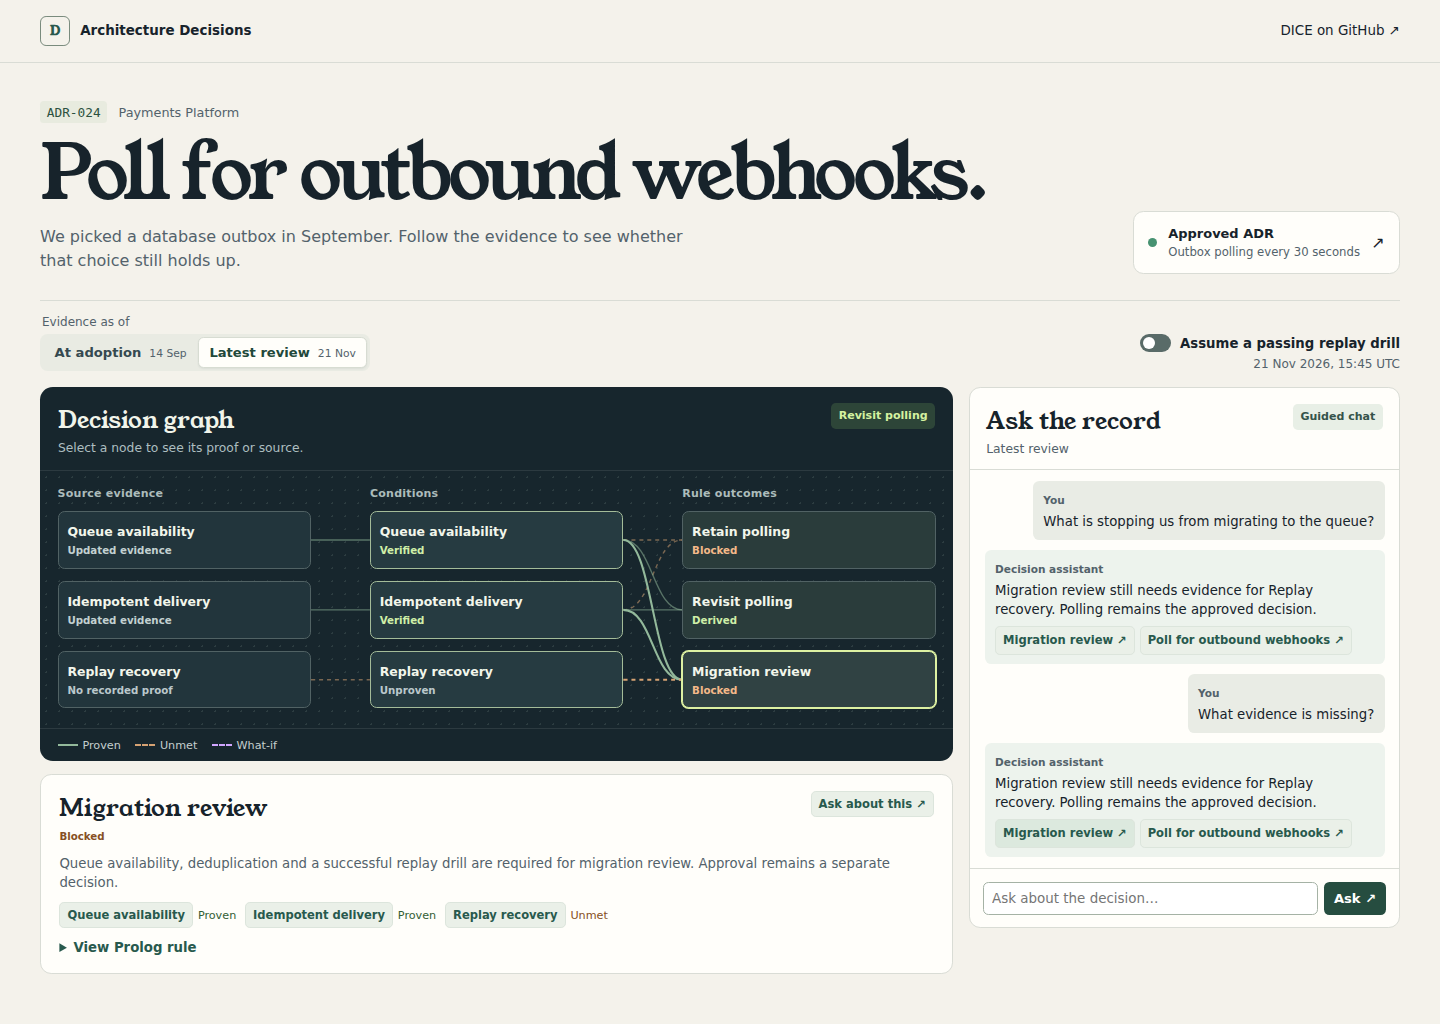 D Architecture Decisions
DICE on GitHub ↗
ADR-024 Payments Platform
Poll for outbound webhooks.
We picked a database outbox in September. Follow the evidence to see whether
that choice still holds up.
Approved ADR
Outbox polling every 30 seconds ↗
Evidence as of
At adoption 14 Sep Latest review 21 Nov
Assume a passing replay drill
21 Nov 2026, 15:45 UTC
Decision graph
Revisit polling
Select a node to see its proof or source.
Source evidence Conditions Rule outcomes
Queue availability
Updated evidence
Queue availability
Verified
Retain polling
Blocked
Idempotent delivery
Updated evidence
Idempotent delivery
Verified
Revisit polling
Derived
Replay recovery
No recorded proof
Replay recovery
Unproven
Migration review
Blocked
Proven Unmet What-if
Migration review
Ask about this ↗
Blocked
Queue availability, deduplication and a successful replay drill are required for migration review. Approval remains a separate
decision.
Queue availability Proven Idempotent delivery Proven Replay recovery Unmet
▶ View Prolog rule
Ask the record
Guided chat
Latest review
You
What is stopping us from migrating to the queue?
Decision assistant
Migration review still needs evidence for Replay
recovery. Polling remains the approved decision.
Migration review ↗ Poll for outbound webhooks ↗
You
What evidence is missing?
Decision assistant
Migration review still needs evidence for Replay
recovery. Polling remains the approved decision.
Migration review ↗ Poll for outbound webhooks ↗
Ask about the decision… Ask ↗